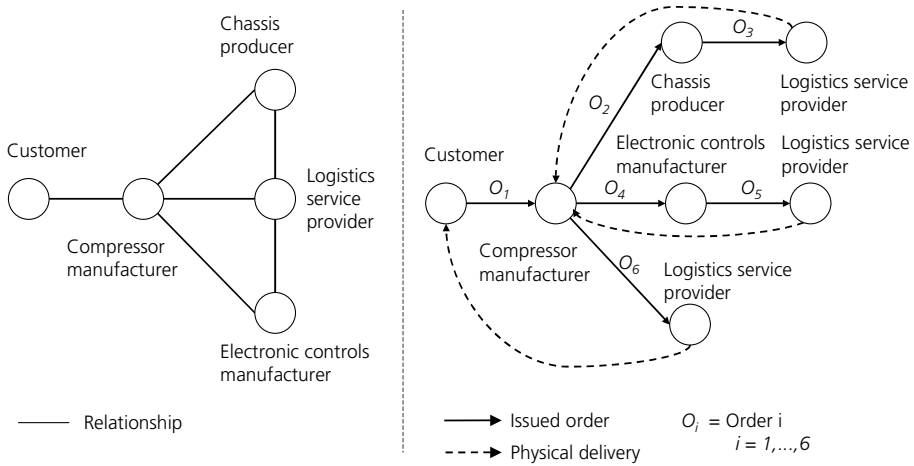 Chassis
producer
Customer
Logistics
service
provider
Compressor
manufacturer
Electronic controls
manufacturer
Relationship
O3
O2
Chassis
producer
Logistics service
provider
Customer
Electronic controls
manufacturer
Logistics service
provider
O1
O4
O5
Compressor
manufacturer
O6
Logistics service
provider
Issued order
Physical delivery
Oi = Order i
i = 1,...,6